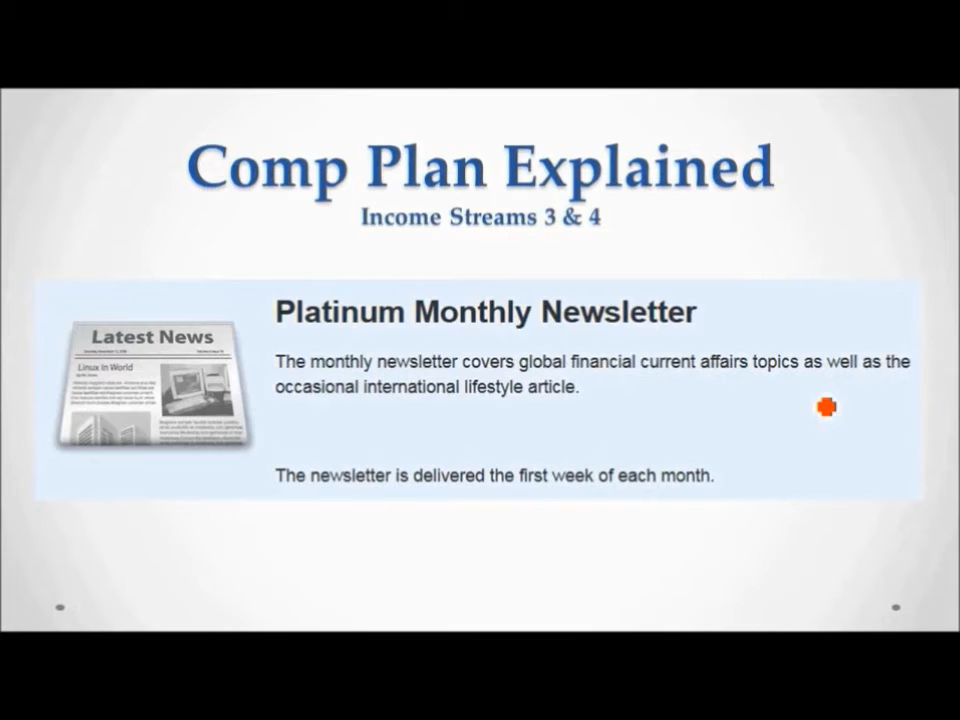 Comp Plan Explained
Income Streams 3 & 4
Platinum Monthly Newsletter
Latest News
Linux In World
The monthly newsletter covers global financial current affairs topics as well as the
occasional international lifestyle article.
The newsletter is delivered the first week of each month.